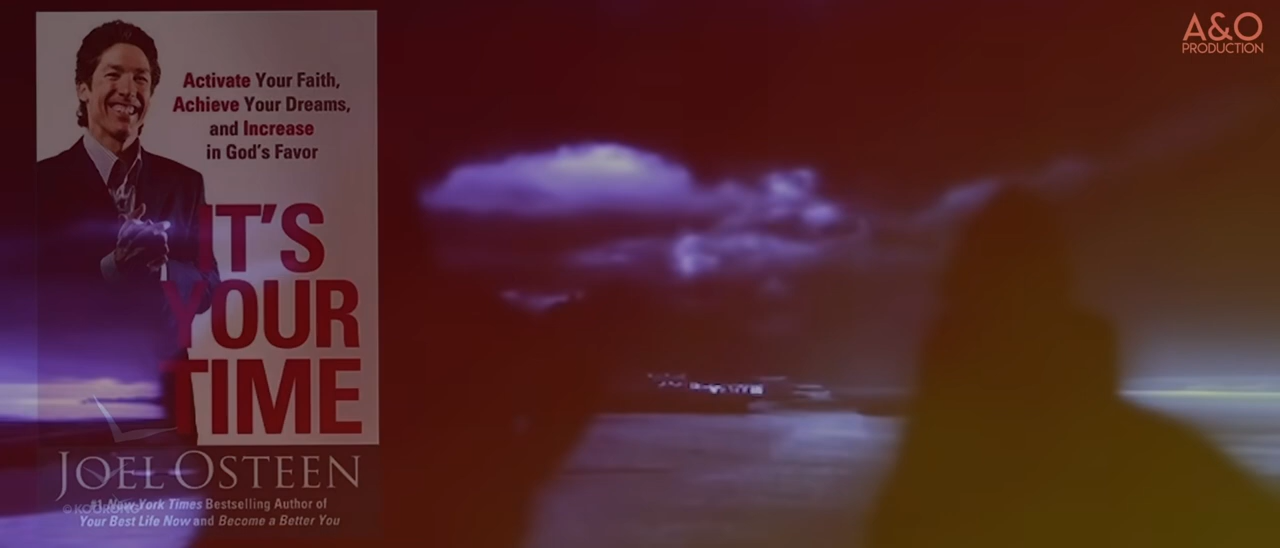 Activate Your Faith,
Achieve Your Dreams,
and Increase
in God's Favor
IT'S
YOUR
TIME
JOEL OSTEEN
#1 New York Times Bestselling Author of
© KOORONG
Your Best Life Now and Become a Better You
A&O
PRODUCTION